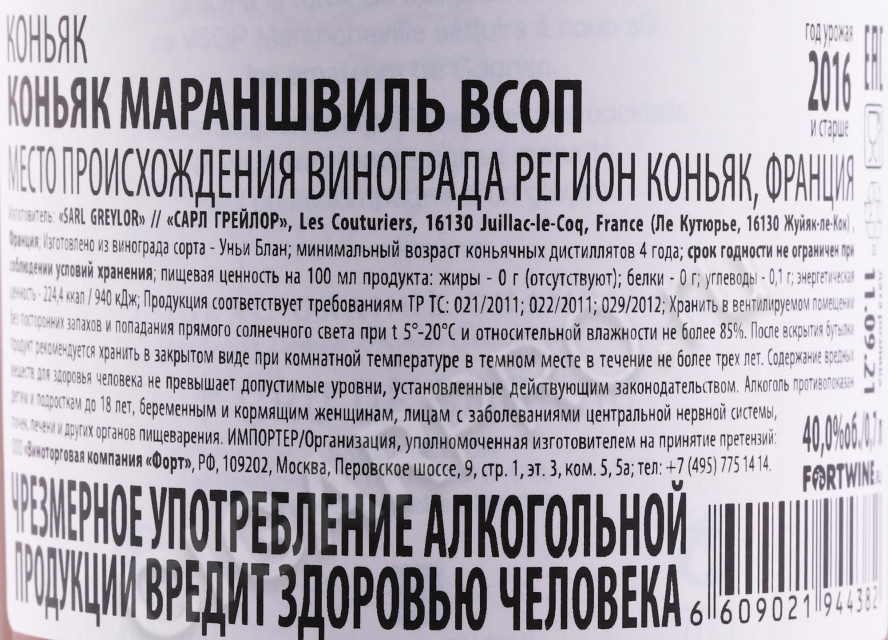 КОНЬЯК
КОНЬЯК МАРАНШВИЛЬ ВСОП
МЕСТО ПРОИСХОЖДЕНИЯ ВИНОГРАДА РЕГИОН КОНЬЯК, ФРАНЦИЯ
Изготовитель: «SARL GREYLOR» // «САРЛ ГРЕЙЛОР», Les Couturiers, 16130 Juillac-le-Coq, France (Ле Кутюрье, 16130 Жуйяк-ле-Кок),
Франция; Изготовлено из винограда сорта - Уньи Блан; минимальный возраст коньячных дистиллятов 4 года; срок годности не ограничен при
соблюдении условий хранения; пищевая ценность на 100 мл продукта: жиры - 0 г (отсутствуют); белки - 0 г; углеводы - 0,1 г; энергетическая
ценность - 224,4 ккал / 940 кДж; Продукция соответствует требованиям ТР ТС: 021/2011; 022/2011; 029/2012; Хранить в вентилируемом помещении
без посторонних запахов и попадания прямого солнечного света при t 5°-20°С и относительной влажности не более 85%. После вскрытия бутылки
продукт рекомендуется хранить в закрытом виде при комнатной температуре в темном месте в течение не более трех лет. Содержание вредных
веществ для здоровья человека не превышает допустимые уровни, установленные действующим законодательством. Алкоголь противопоказан
детям и подросткам до 18 лет, беременным и кормящим женщинам, лицам с заболеваниями центральной нервной системы,
почек, печени и других органов пищеварения. ИМПОРТЕР/Организация, уполномоченная изготовителем на принятие претензий:
ООО «Виноторговая компания «Форт», РФ, 109202, Москва, Перовское шоссе, 9, стр. 1, эт. 3, ком. 5, 5а; тел: +7 (495) 775 14 14.
ЧРЕЗМЕРНОЕ УПОТРЕБЛЕНИЕ АЛКОГОЛЬНОЙ
ПРОДУКЦИИ ВРЕДИТ ЗДОРОВЬЮ ЧЕЛОВЕКА
год урожая
2016
и старше
EAC
11.09.21
40,0%об./0,7л
FORTWINE
6 609021 944382